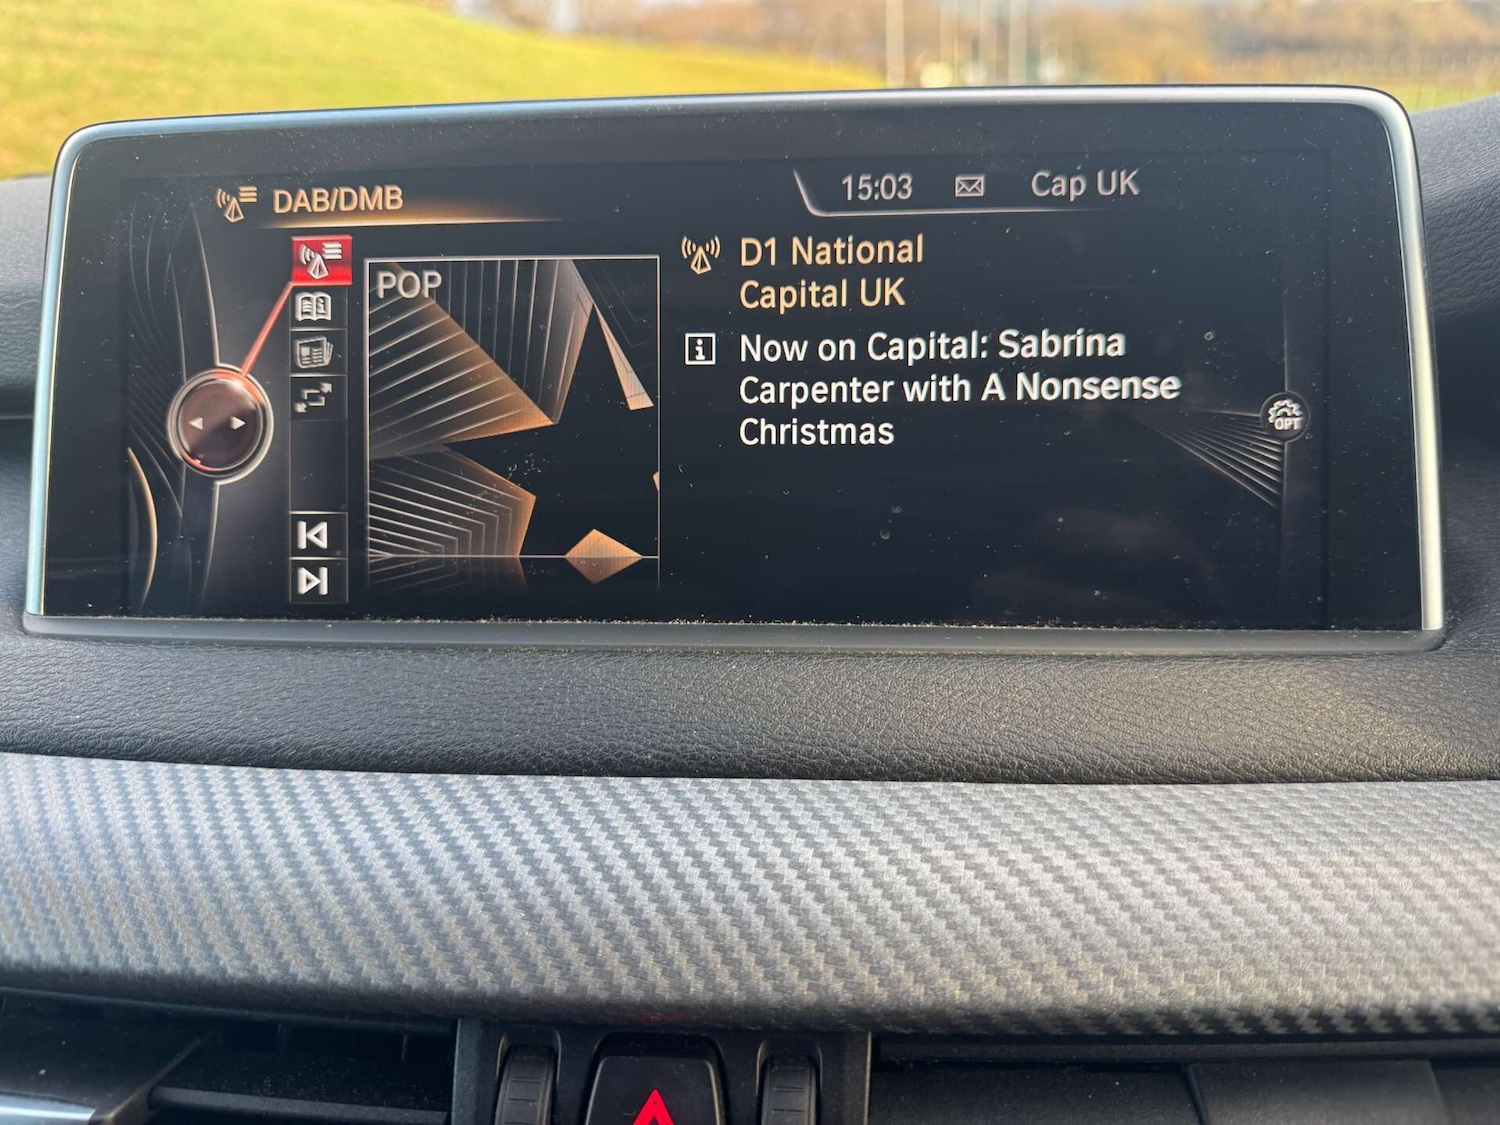 DAB/DMB
15:03
Cap UK
POP
D1 National
Capital UK
Now on Capital: Sabrina
Carpenter with A Nonsense
Christmas
OPT